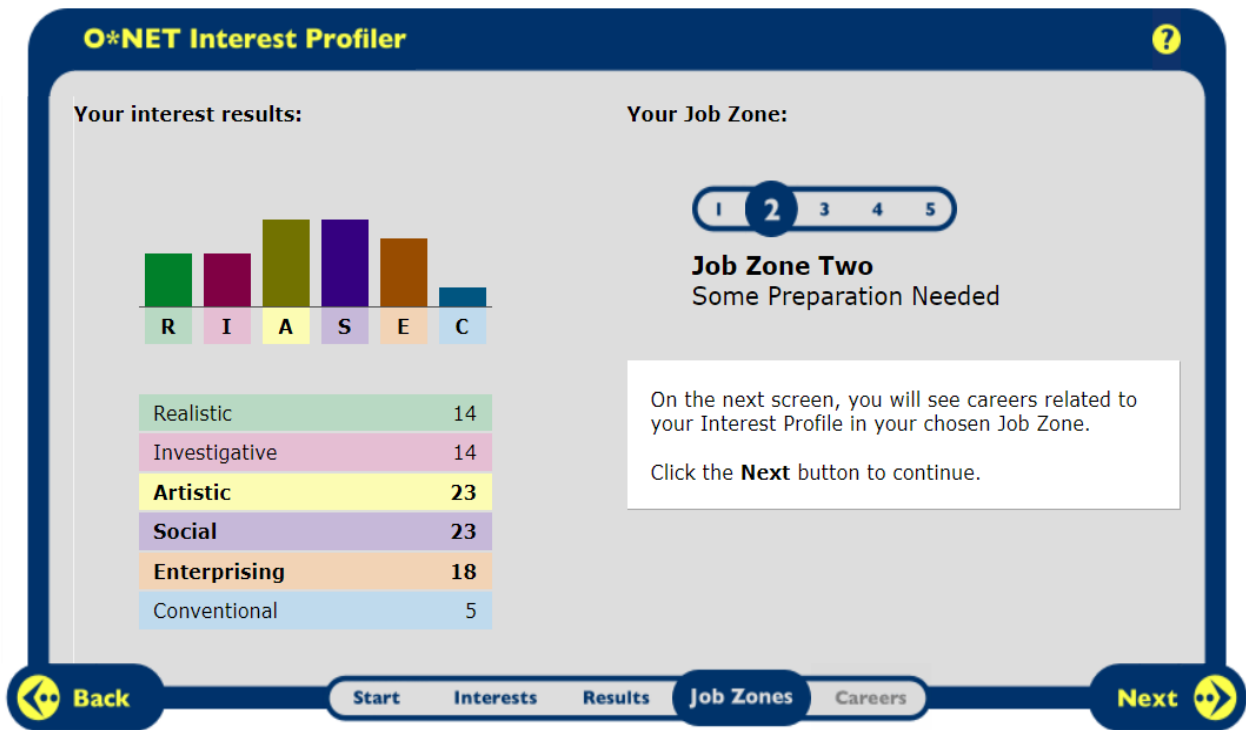 O*NET Interest Profiler
?
Your interest results:
R I A S E C
Realistic 14
Investigative 14
Artistic 23
Social 23
Enterprising 18
Conventional 5
Your Job Zone:
1 2 3 4 5
Job Zone Two
Some Preparation Needed
On the next screen, you will see careers related to
your Interest Profile in your chosen Job Zone.
Click the Next button to continue.
Back
Start Interests Results Job Zones Careers
Next